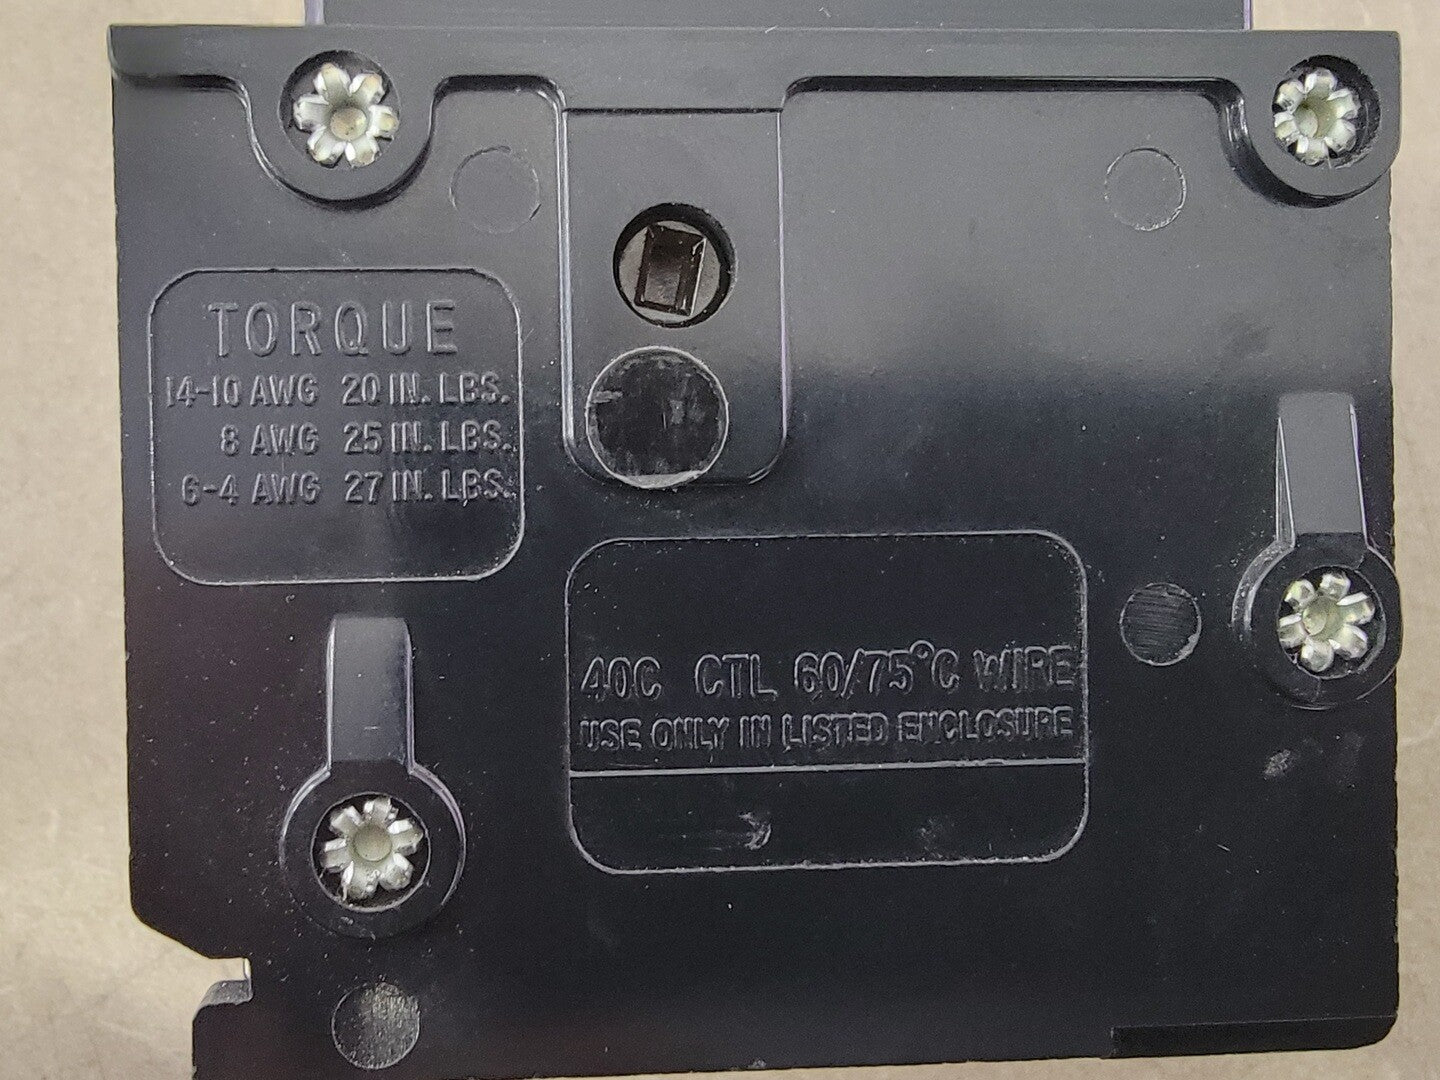 TORQUE
14-10 AWG 20 IN. LBS.
8 AWG 25 IN. LBS.
6-4 AWG 27 IN. LBS.
40C CTL 60/75°C WIRE
USE ONLY IN LISTED ENCLOSURE